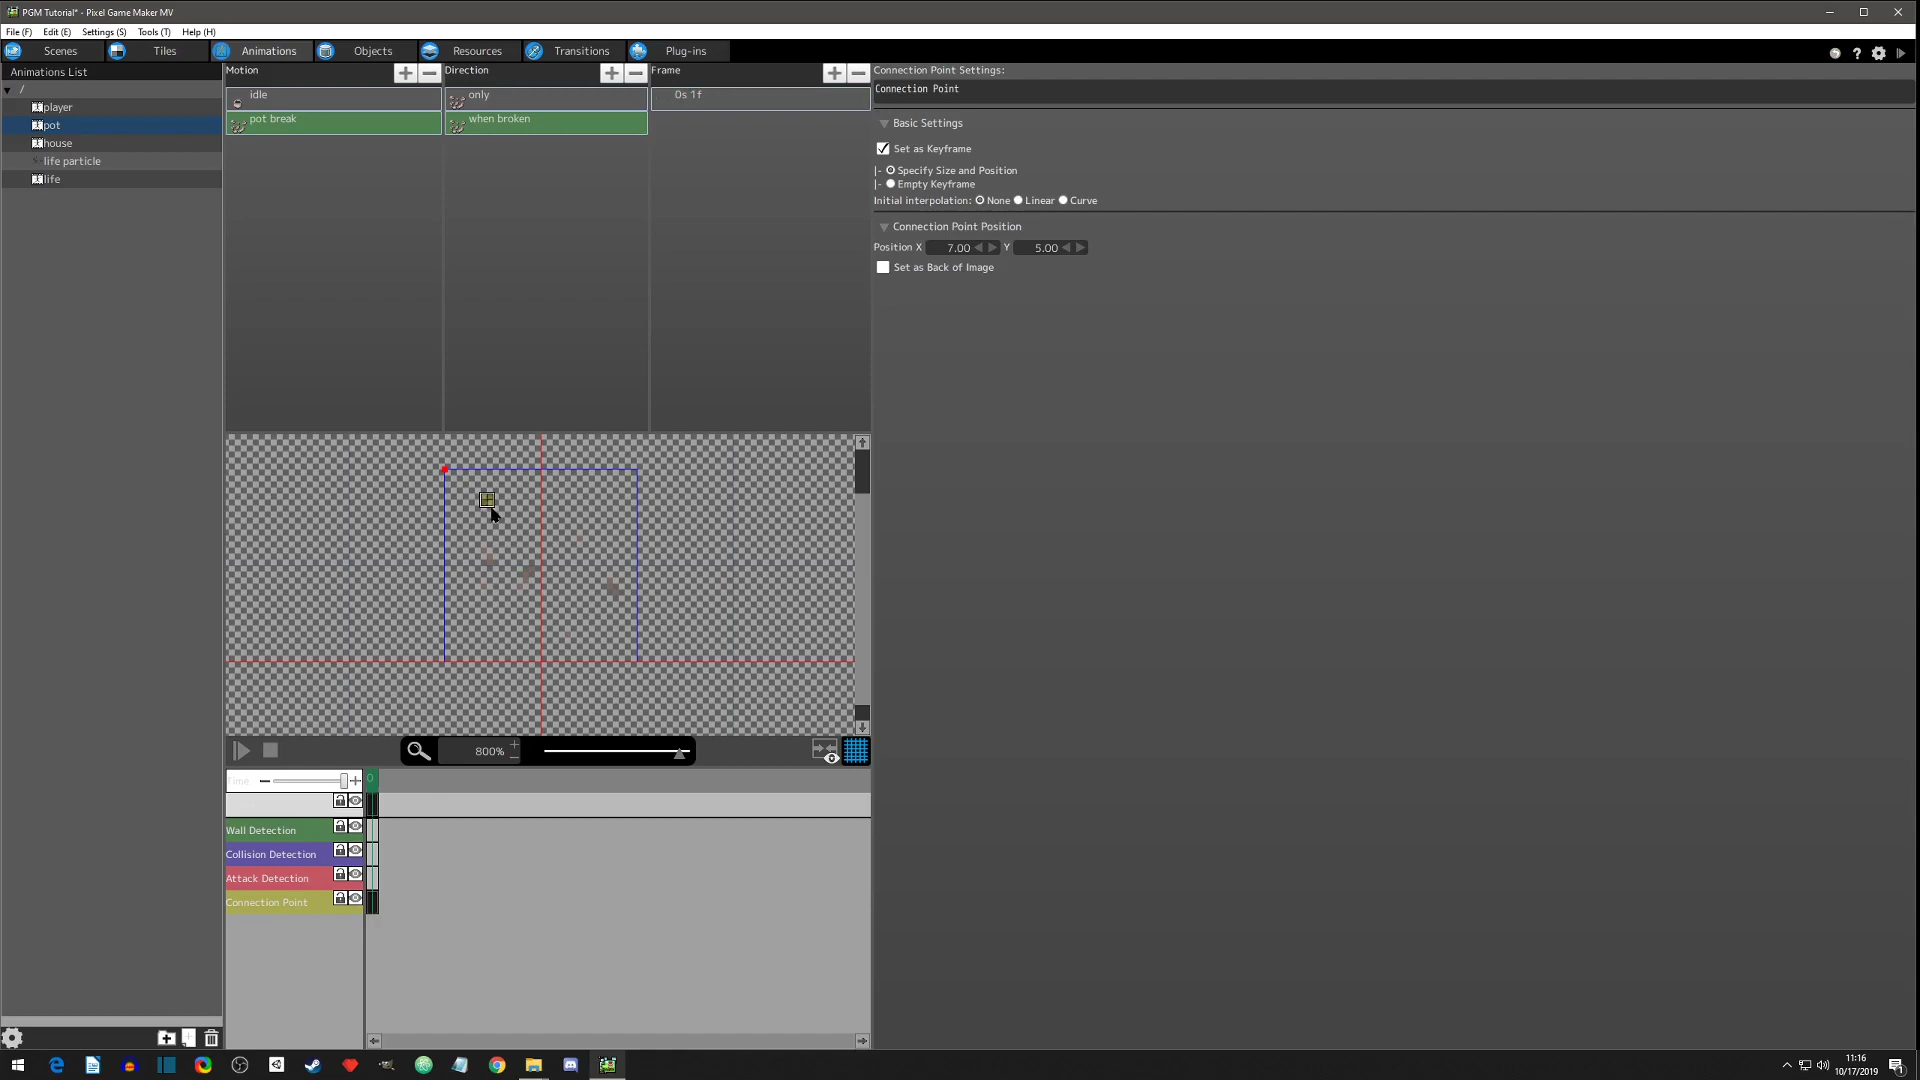 PGM Tutorial* - Pixel Game Maker MV
File (F) Edit (E) Settings (S) Tools (T) Help (H)
Scenes Tiles Animations Objects Resources Transitions Plug-ins
Animations List
/
player
pot
house
life particle
life
Motion
idle
pot break
Direction
only
when broken
Frame
0s 1f
Connection Point Settings:
Connection Point
Basic Settings
Set as Keyframe
|- Specify Size and Position
|- Empty Keyframe
Initial interpolation: None Linear Curve
Connection Point Position
Position X 7.00 Y 5.00
Set as Back of Image
800%
Time
0
Wall Detection
Collision Detection
Attack Detection
Connection Point
11:16
10/17/2019